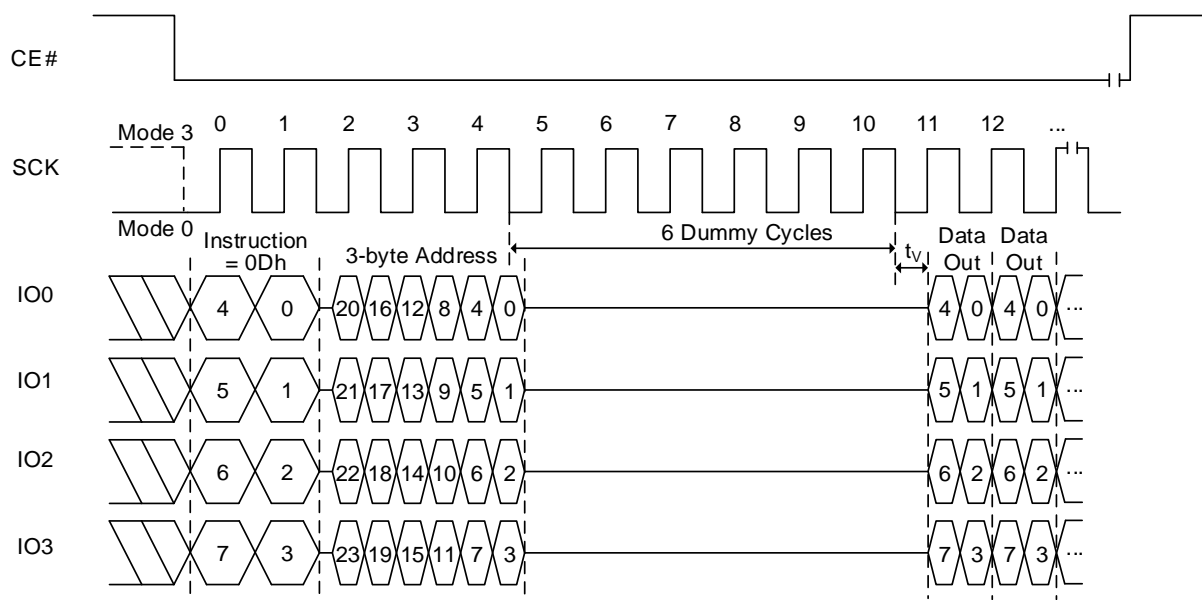 CE#
0 1 2 3 4 5 6 7 8 9 10 11 12 ...
Mode 3
SCK
Mode 0
6 Dummy Cycles
Instruction
= 0Dh
3-byte Address
tV
Data
Out
Data
Out
IO0
4 0 20 16 12 8 4 0 4 0 4 0 ...
IO1
5 1 21 17 13 9 5 1 5 1 5 1 ...
IO2
6 2 22 18 14 10 6 2 6 2 6 2 ...
IO3
7 3 23 19 15 11 7 3 7 3 7 3 ...